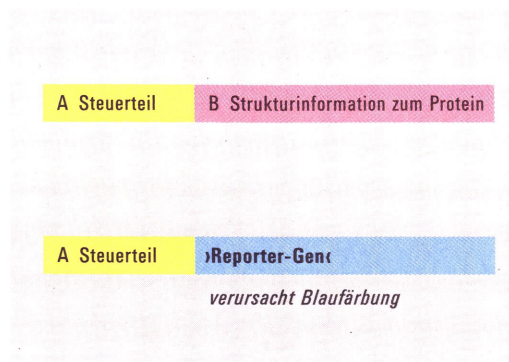 A Steuerteil B Strukturinformation zum Protein
A Steuerteil ›Reporter-Gen‹
verursacht Blaufärbung